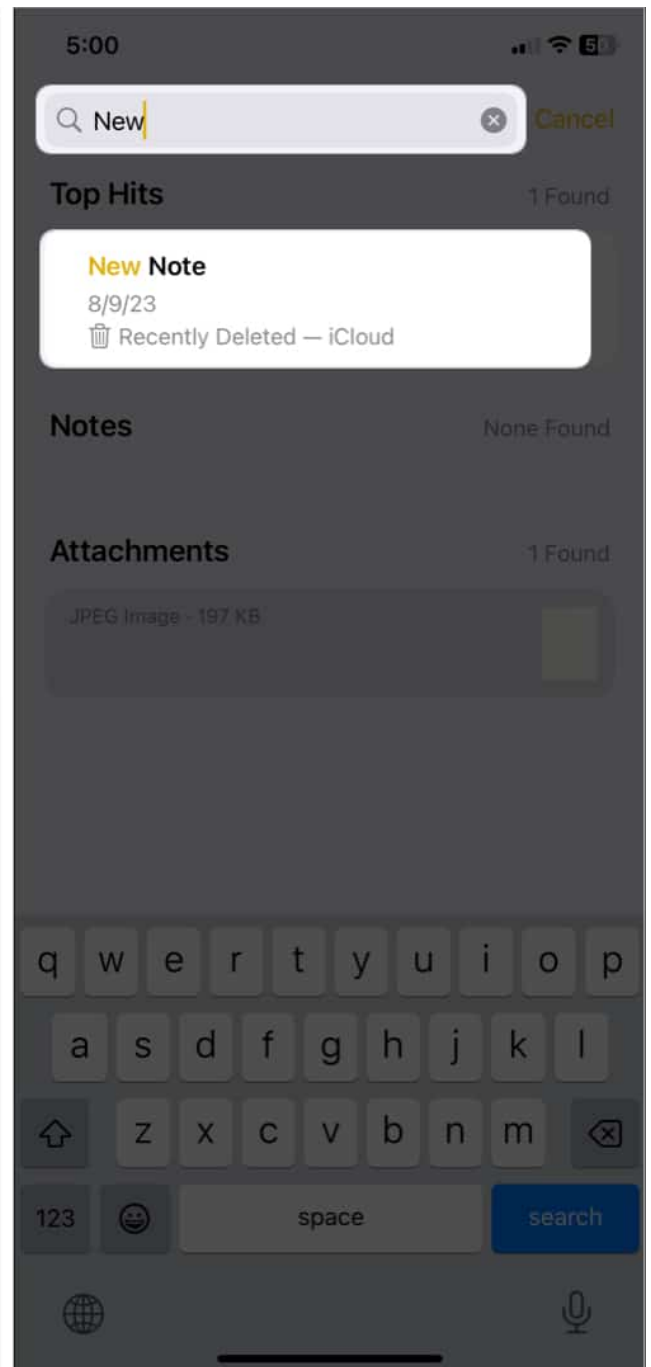 5:00
50
New
Cancel
Top Hits
1 Found
New Note
8/9/23
Recently Deleted — iCloud
Notes
None Found
Attachments
1 Found
JPEG Image - 197 KB
q w e r t y u i o p
a s d f g h j k l
z x c v b n m
123
space
search